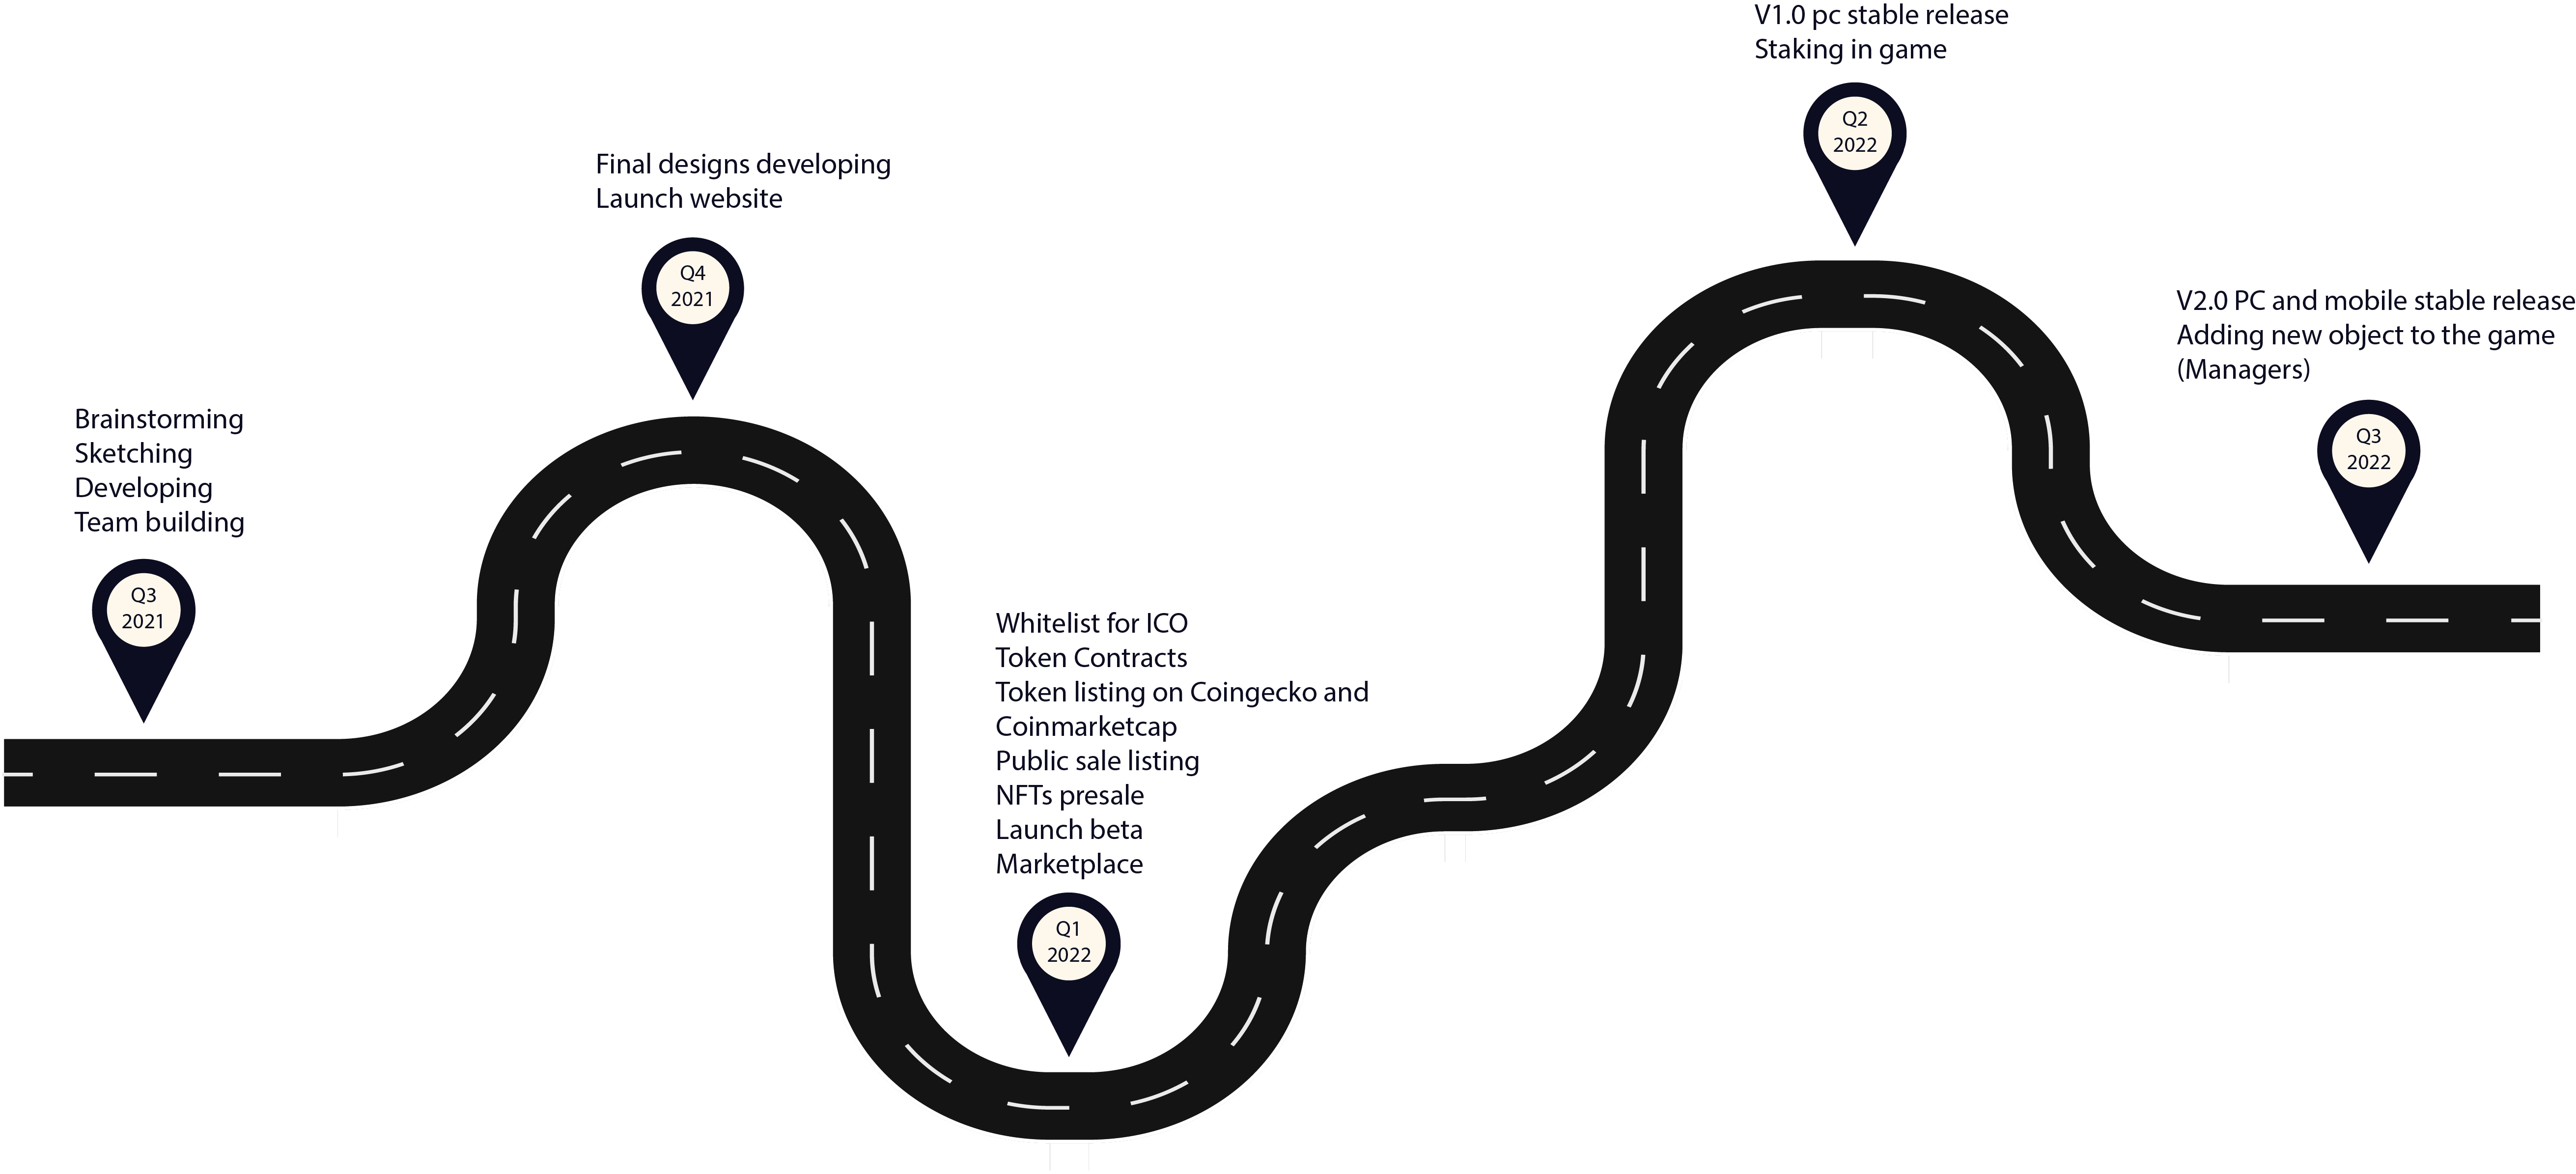 Brainstorming
Sketching
Developing
Team building
Q3
2021
Final designs developing
Launch website
Q4
2021
Whitelist for ICO
Token Contracts
Token listing on Coingecko and
Coinmarketcap
Public sale listing
NFTs presale
Launch beta
Marketplace
Q1
2022
V1.0 pc stable release
Staking in game
Q2
2022
V2.0 PC and mobile stable release
Adding new object to the game
(Managers)
Q3
2022